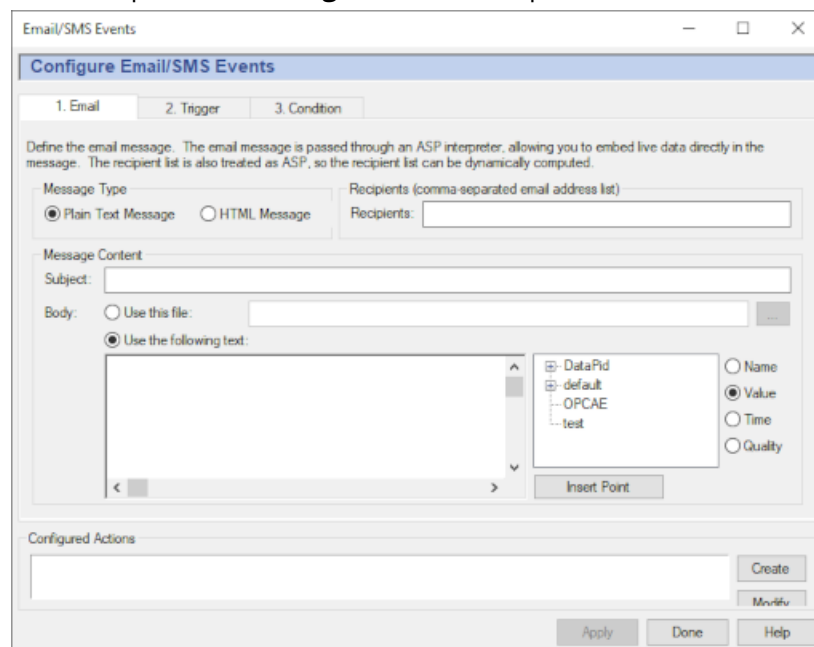 Email/SMS Events
Configure Email/SMS Events
1. Email 2. Trigger 3. Condition
Define the email message. The email message is passed through an ASP interpreter, allowing you to embed live data directly in the
message. The recipient list is also treated as ASP, so the recipient list can be dynamically computed.
Message Type Recipients (comma-separated email address list)
Plain Text Message HTML Message Recipients:
Message Content
Subject:
Body: Use this file: ...
Use the following text:
DataPid Name
default Value
OPCAE
test Time
Quality
Insert Point
Configured Actions
Create
Modify
Apply Done Help